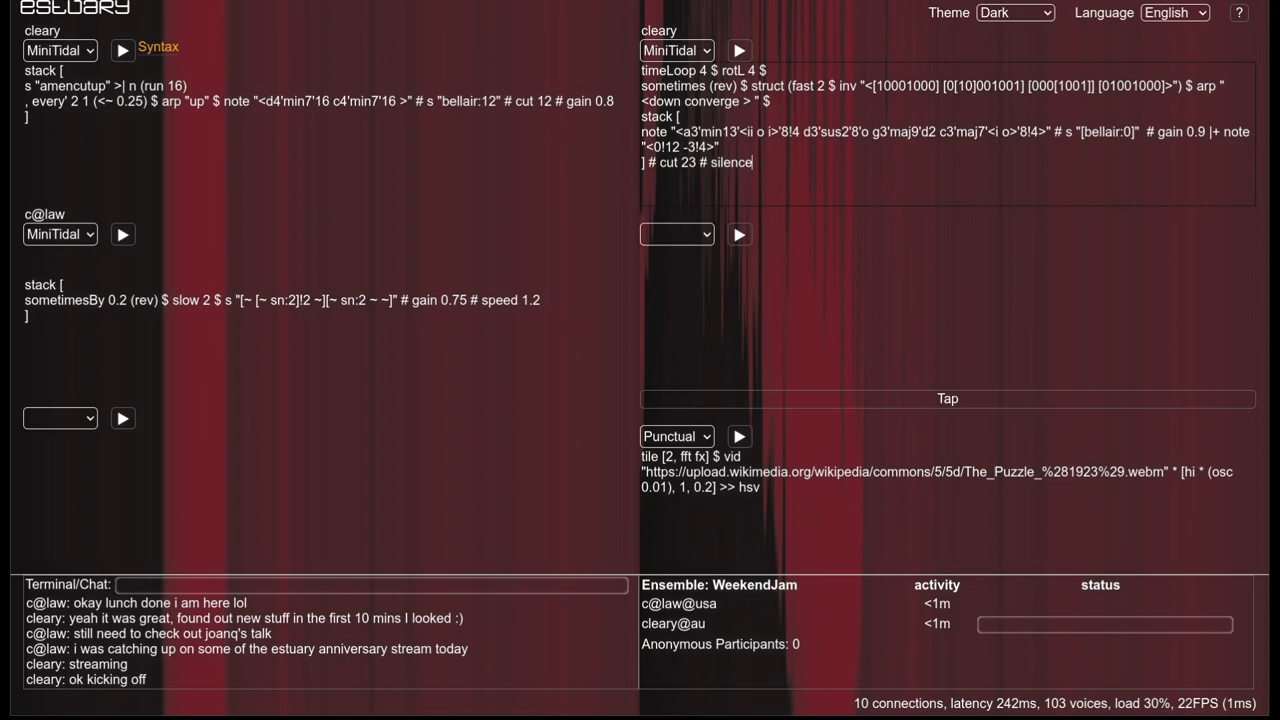 estuary
Theme Dark Language English ?
cleary
MiniTidal Syntax
stack [
s "amencutup" >| n (run 16)
, every' 2 1 (<~ 0.25) $ arp "up" $ note "<d4'min7'16 c4'min7'16 >" # s "bellair:12" # cut 12 # gain 0.8
]
cleary
MiniTidal
timeLoop 4 $ rotL 4 $
sometimes (rev) $ struct (fast 2 $ inv "<[10001000] [0[10]001001] [000[1001]] [01001000]>") $ arp "
<down converge > " $
stack [
note "<a3'min13'<ii o i>'8!4 d3'sus2'8'o g3'maj9'd2 c3'maj7'<i o>'8!4>" # s "[bellair:0]"  # gain 0.9 |+ note
"<0!12 -3!4>"
] # cut 23 # silence
c@law
MiniTidal
stack [
sometimesBy 0.2 (rev) $ slow 2 $ s "[~ [~ sn:2]!2 ~][~ sn:2 ~ ~]" # gain 0.75 # speed 1.2
]
Tap
Punctual
tile [2, fft fx] $ vid
"https://upload.wikimedia.org/wikipedia/commons/5/5d/The_Puzzle_%281923%29.webm" * [hi * (osc
0.01), 1, 0.2] >> hsv
Terminal/Chat:
c@law: okay lunch done i am here lol
cleary: yeah it was great, found out new stuff in the first 10 mins I looked :)
c@law: still need to check out joanq's talk
c@law: i was catching up on some of the estuary anniversary stream today
cleary: streaming
cleary: ok kicking off
Ensemble: WeekendJam activity status
c@law@usa <1m
cleary@au <1m
Anonymous Participants: 0
10 connections, latency 242ms, 103 voices, load 30%, 22FPS (1ms)